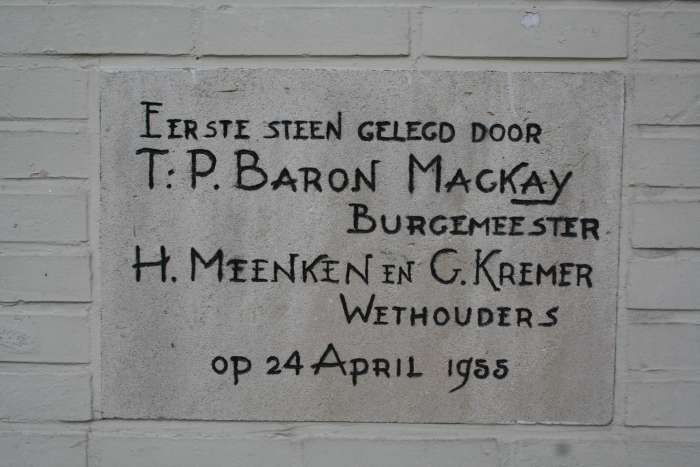 Eerste steen gelegd door
T: P. Baron Mackay
Burgemeester
H. Meenken en G. Kremer
Wethouders
op 24 April 1955